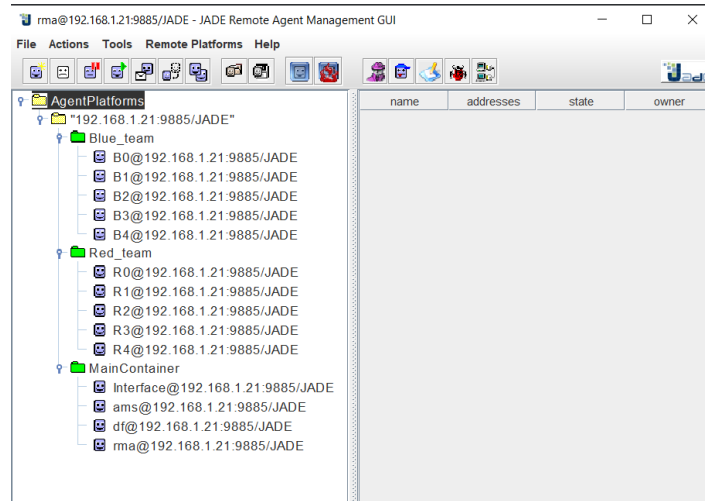 rma@192.168.1.21:9885/JADE - JADE Remote Agent Management GUI
File Actions Tools Remote Platforms Help
AgentPlatforms
"192.168.1.21:9885/JADE"
Blue_team
B0@192.168.1.21:9885/JADE
B1@192.168.1.21:9885/JADE
B2@192.168.1.21:9885/JADE
B3@192.168.1.21:9885/JADE
B4@192.168.1.21:9885/JADE
Red_team
R0@192.168.1.21:9885/JADE
R1@192.168.1.21:9885/JADE
R2@192.168.1.21:9885/JADE
R3@192.168.1.21:9885/JADE
R4@192.168.1.21:9885/JADE
MainContainer
Interface@192.168.1.21:9885/JADE
ams@192.168.1.21:9885/JADE
df@192.168.1.21:9885/JADE
rma@192.168.1.21:9885/JADE
name addresses state owner